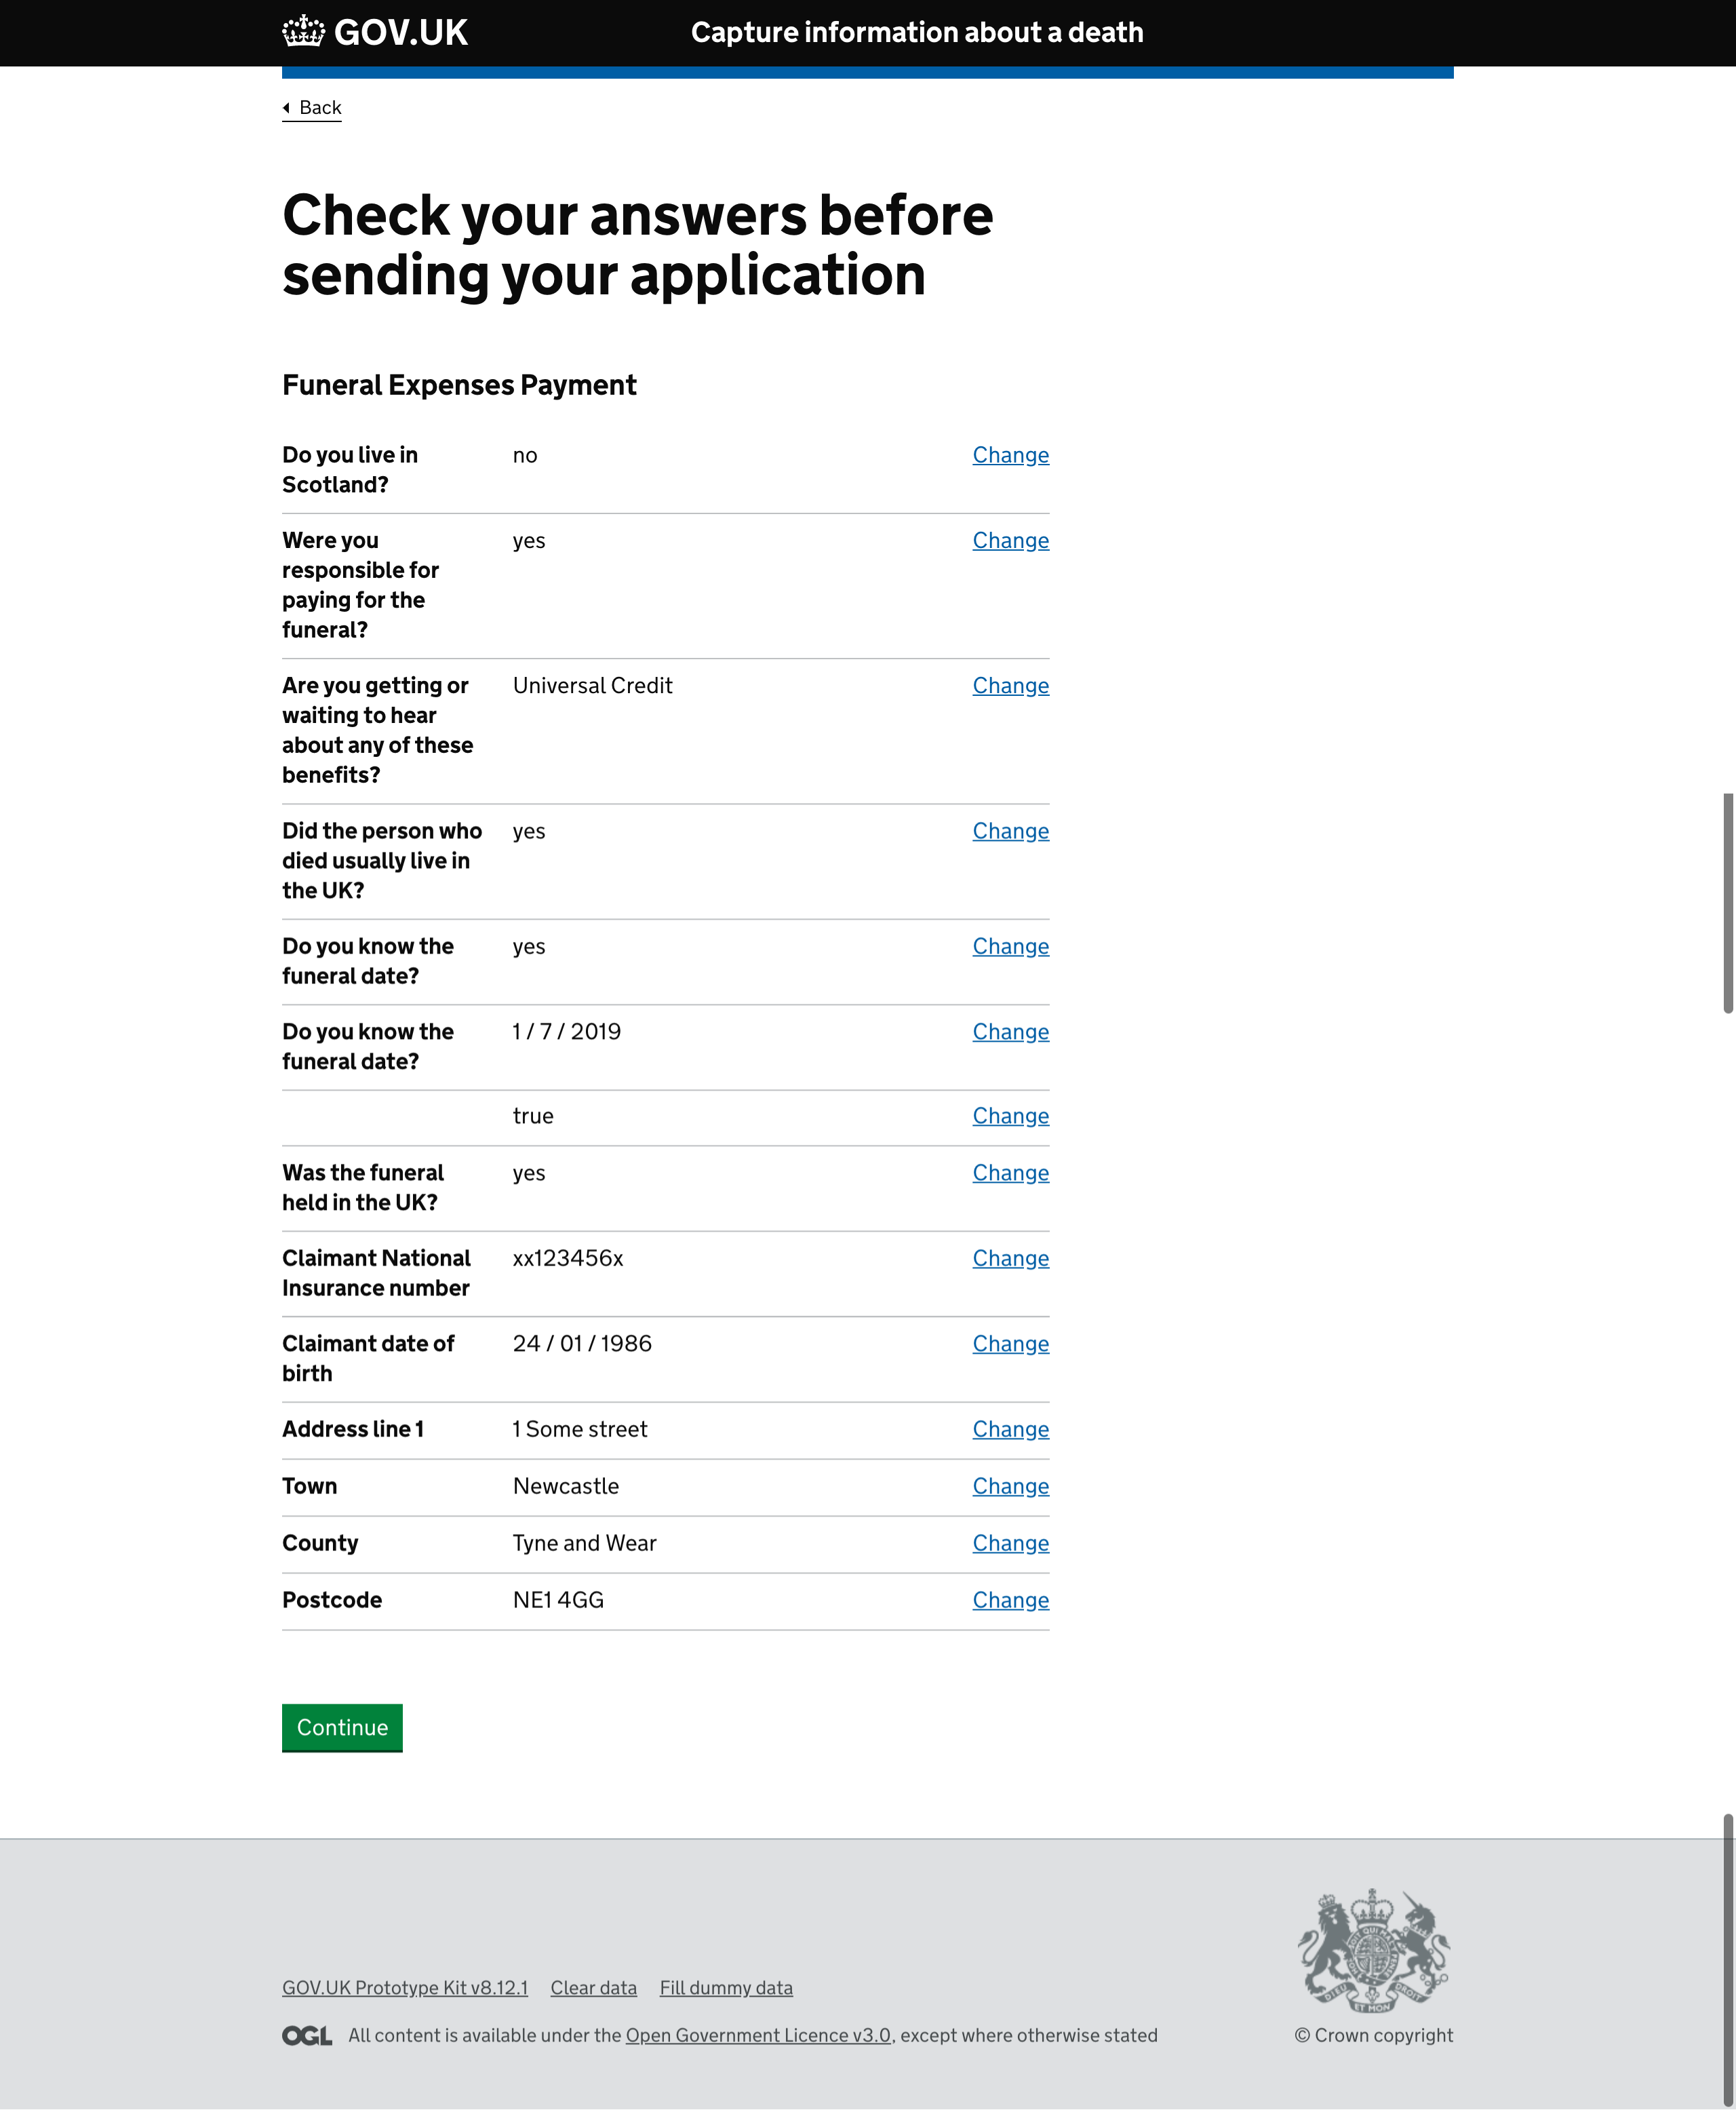 GOV.UK
Capture information about a death
Back
Check your answers before
sending your application
Funeral Expenses Payment
Do you live in
Scotland?
no
Change
Were you
responsible for
paying for the
funeral?
yes
Change
Are you getting or
waiting to hear
about any of these
benefits?
Universal Credit
Change
Did the person who
died usually live in
the UK?
yes
Change
Do you know the
funeral date?
yes
Change
Do you know the
funeral date?
1 / 7 / 2019
Change
true
Change
Was the funeral
held in the UK?
yes
Change
Claimant National
Insurance number
xx123456x
Change
Claimant date of
birth
24 / 01 / 1986
Change
Address line 1
1 Some street
Change
Town
Newcastle
Change
County
Tyne and Wear
Change
Postcode
NE1 4GG
Change
Continue
GOV.UK Prototype Kit v8.12.1
Clear data
Fill dummy data
OGL
All content is available under the Open Government Licence v3.0, except where otherwise stated
DIEU ET MON DROIT
© Crown copyright